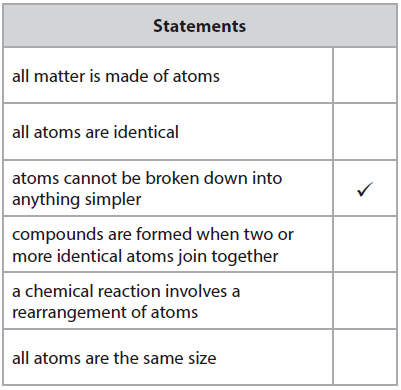 Statements
all matter is made of atoms
all atoms are identical
atoms cannot be broken down into
anything simpler
✓
compounds are formed when two or
more identical atoms join together
a chemical reaction involves a
rearrangement of atoms
all atoms are the same size